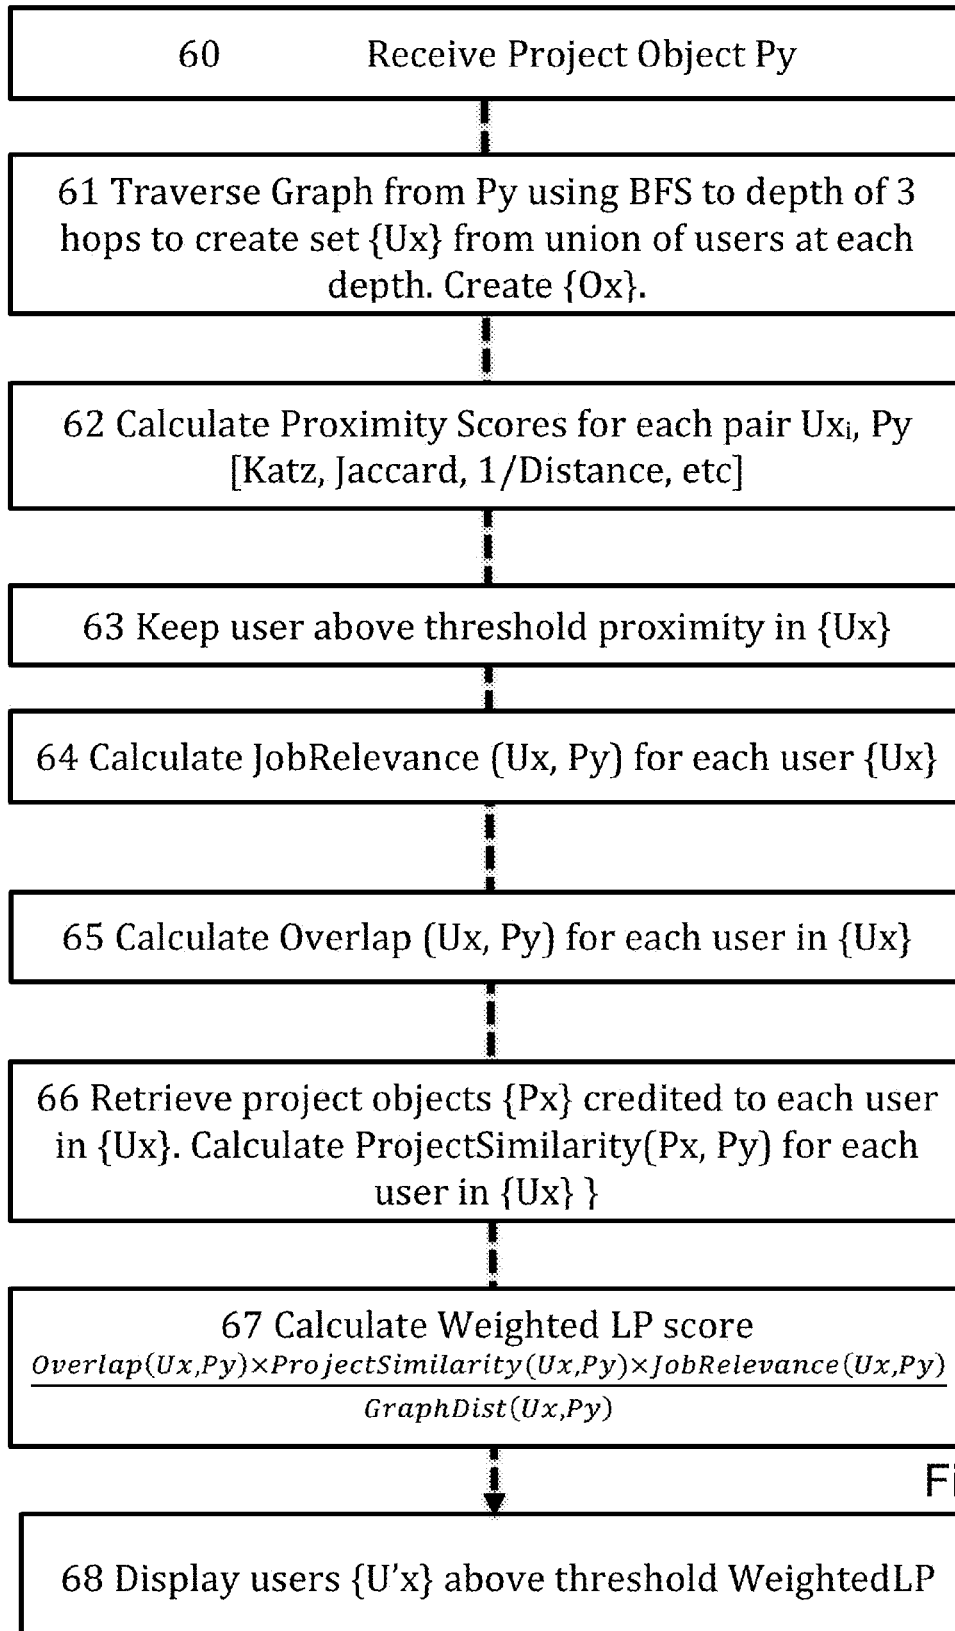 60 Receive Project Object Py
61 Traverse Graph from Py using BFS to depth of 3
hops to create set {Ux} from union of users at each
depth. Create {Ox}.
62 Calculate Proximity Scores for each pair Uxᵢ, Py
[Katz, Jaccard, 1/Distance, etc]
63 Keep user above threshold proximity in {Ux}
64 Calculate JobRelevance (Ux, Py) for each user {Ux}
65 Calculate Overlap (Ux, Py) for each user in {Ux}
66 Retrieve project objects {Px} credited to each user
in {Ux}. Calculate ProjectSimilarity(Px, Py) for each
user in {Ux} }
67 Calculate Weighted LP score
Overlap(Ux,Py)×ProjectSimilarity(Ux,Py)×JobRelevance(Ux,Py)
GraphDist(Ux,Py)
Fi
68 Display users {U'x} above threshold WeightedLP